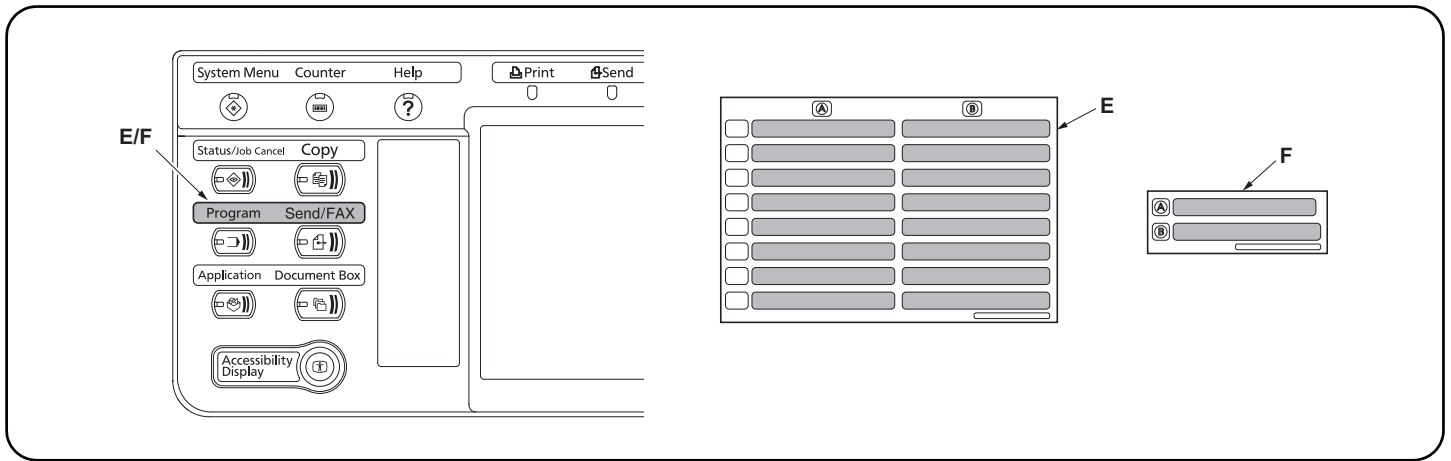 System Menu Counter Help Print Send
?
E/F
Status/Job Cancel Copy
Program Send/FAX
Application Document Box
Accessibility
Display
A B
E
F
A
B